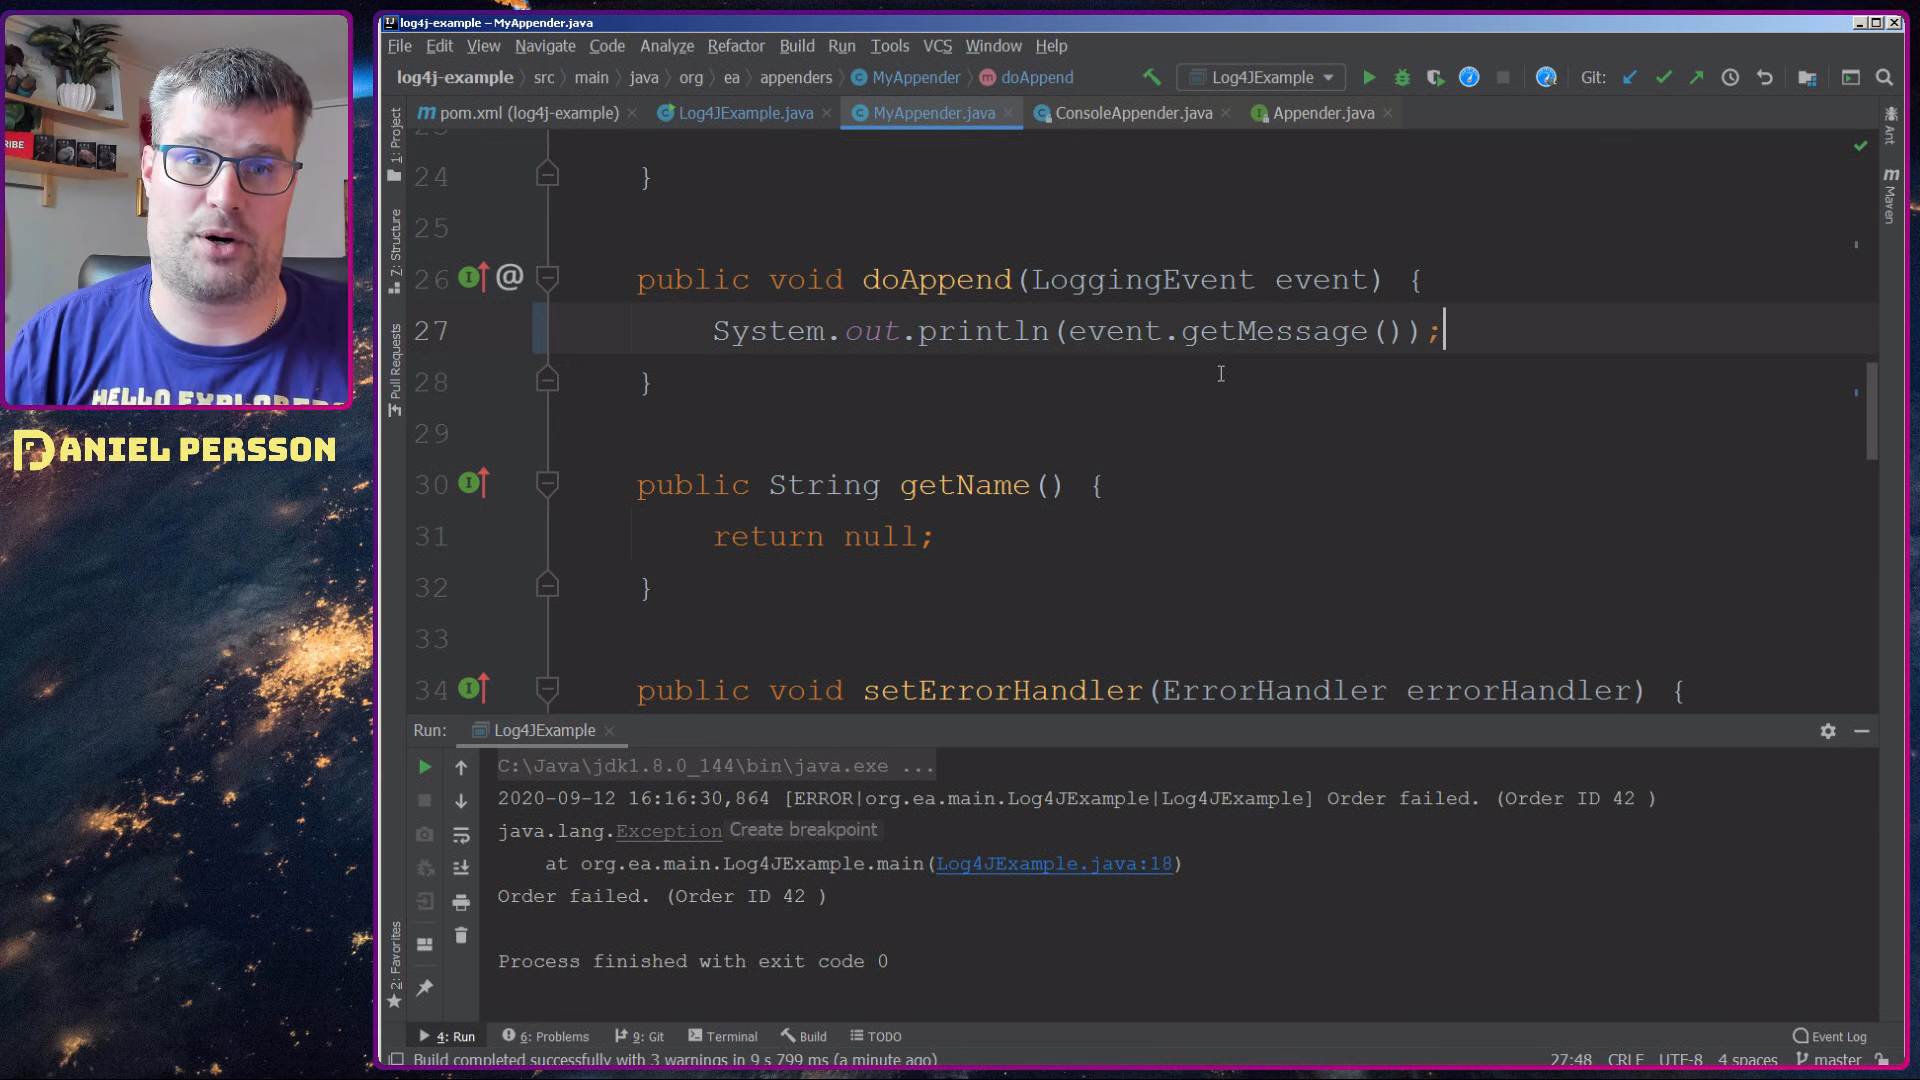 RIBE
HELLO EXPLORERS
DANIEL PERSSON
log4j-example – MyAppender.java
File Edit View Navigate Code Analyze Refactor Build Run Tools VCS Window Help
log4j-example src main java org ea appenders MyAppender doAppend Log4JExample Git:
pom.xml (log4j-example) Log4JExample.java MyAppender.java ConsoleAppender.java Appender.java
1: Project
7: Structure
Pull Requests
2: Favorites
Ant
Maven
24 }
25
26 @ public void doAppend(LoggingEvent event) {
27 System.out.println(event.getMessage());
28 }
29
30 public String getName() {
31 return null;
32 }
33
34 public void setErrorHandler(ErrorHandler errorHandler) {
Run: Log4JExample
C:\Java\jdk1.8.0_144\bin\java.exe ...
2020-09-12 16:16:30,864 [ERROR|org.ea.main.Log4JExample|Log4JExample] Order failed. (Order ID 42 )
java.lang.Exception Create breakpoint
at org.ea.main.Log4JExample.main(Log4JExample.java:18)
Order failed. (Order ID 42 )
Process finished with exit code 0
4: Run 6: Problems 9: Git Terminal Build TODO Event Log
Build completed successfully with 3 warnings in 9 s 799 ms (a minute ago) 27:48 CRLF UTF-8 4 spaces master